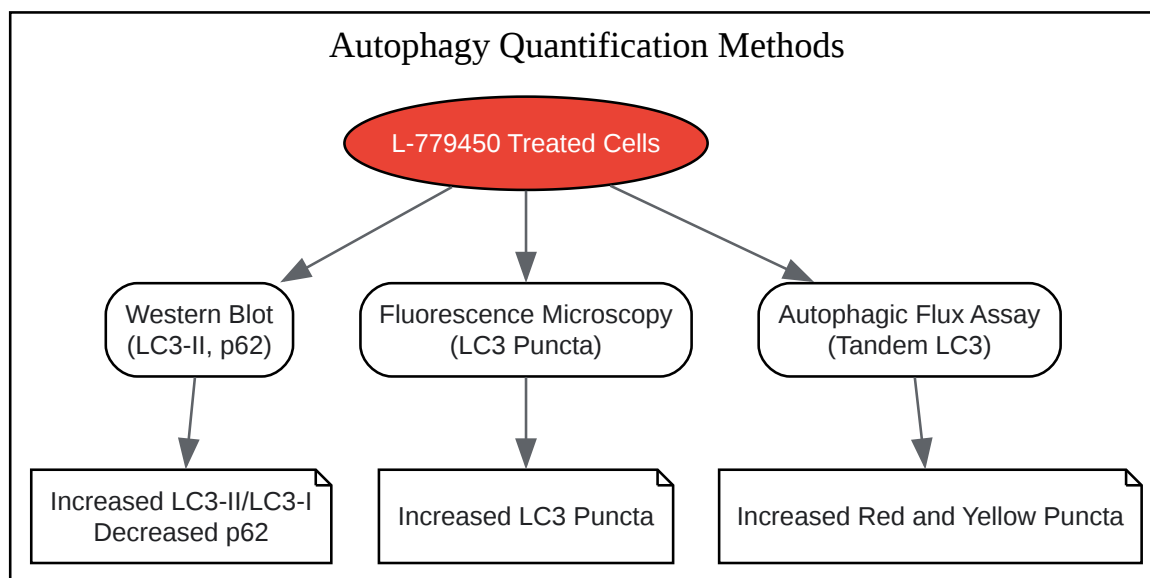 Autophagy Quantification Methods
L-779450 Treated Cells
Western Blot
(LC3-II, p62)
Fluorescence Microscopy
(LC3 Puncta)
Autophagic Flux Assay
(Tandem LC3)
Increased LC3-II/LC3-I
Decreased p62
Increased LC3 Puncta
Increased Red and Yellow Puncta